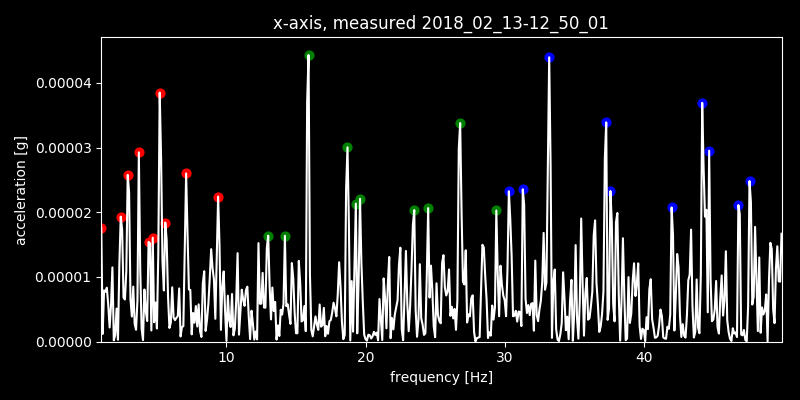 x-axis, measured 2018_02_13-12_50_01
acceleration [g]
0.00004
0.00003
0.00002
0.00001
0.00000
10 20 30 40
frequency [Hz]